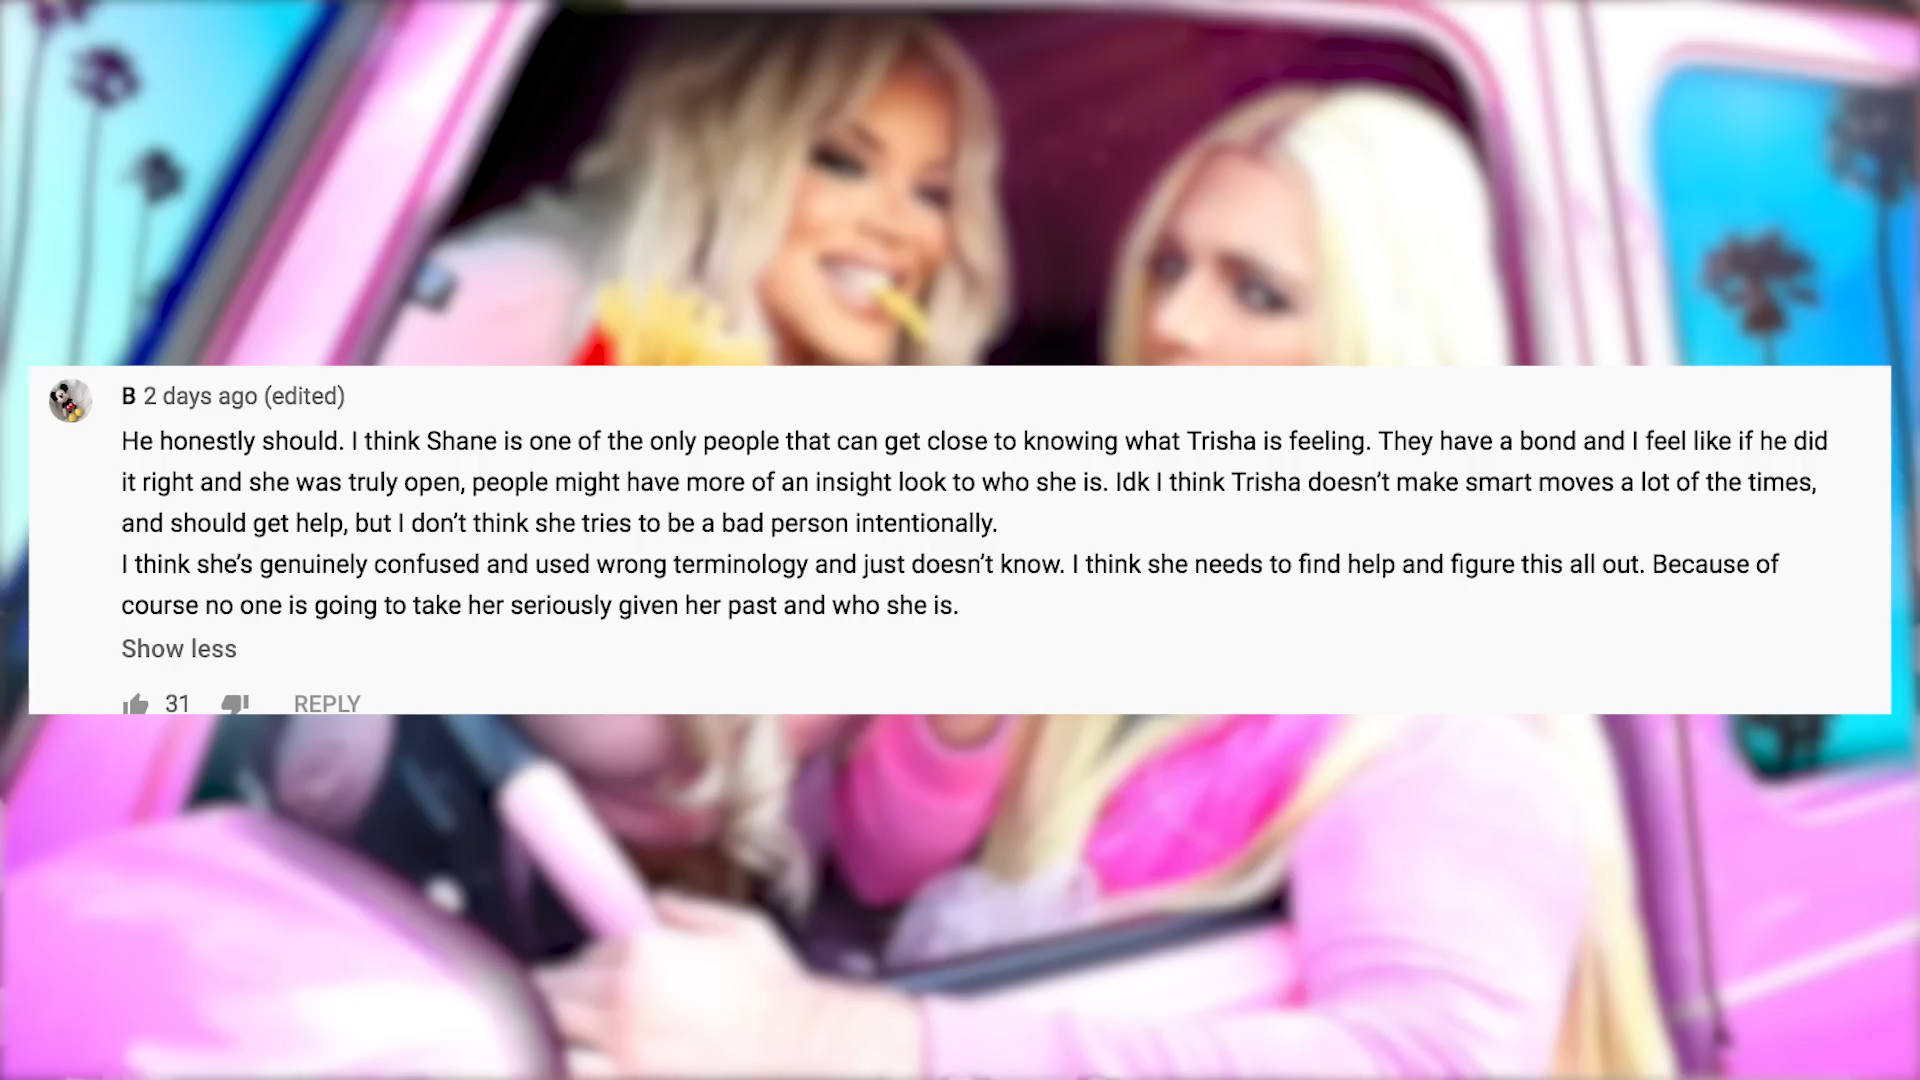 B 2 days ago (edited)
He honestly should. I think Shane is one of the only people that can get close to knowing what Trisha is feeling. They have a bond and I feel like if he did
it right and she was truly open, people might have more of an insight look to who she is. Idk I think Trisha doesn’t make smart moves a lot of the times,
and should get help, but I don’t think she tries to be a bad person intentionally.
I think she’s genuinely confused and used wrong terminology and just doesn’t know. I think she needs to find help and figure this all out. Because of
course no one is going to take her seriously given her past and who she is.
Show less
31 REPLY